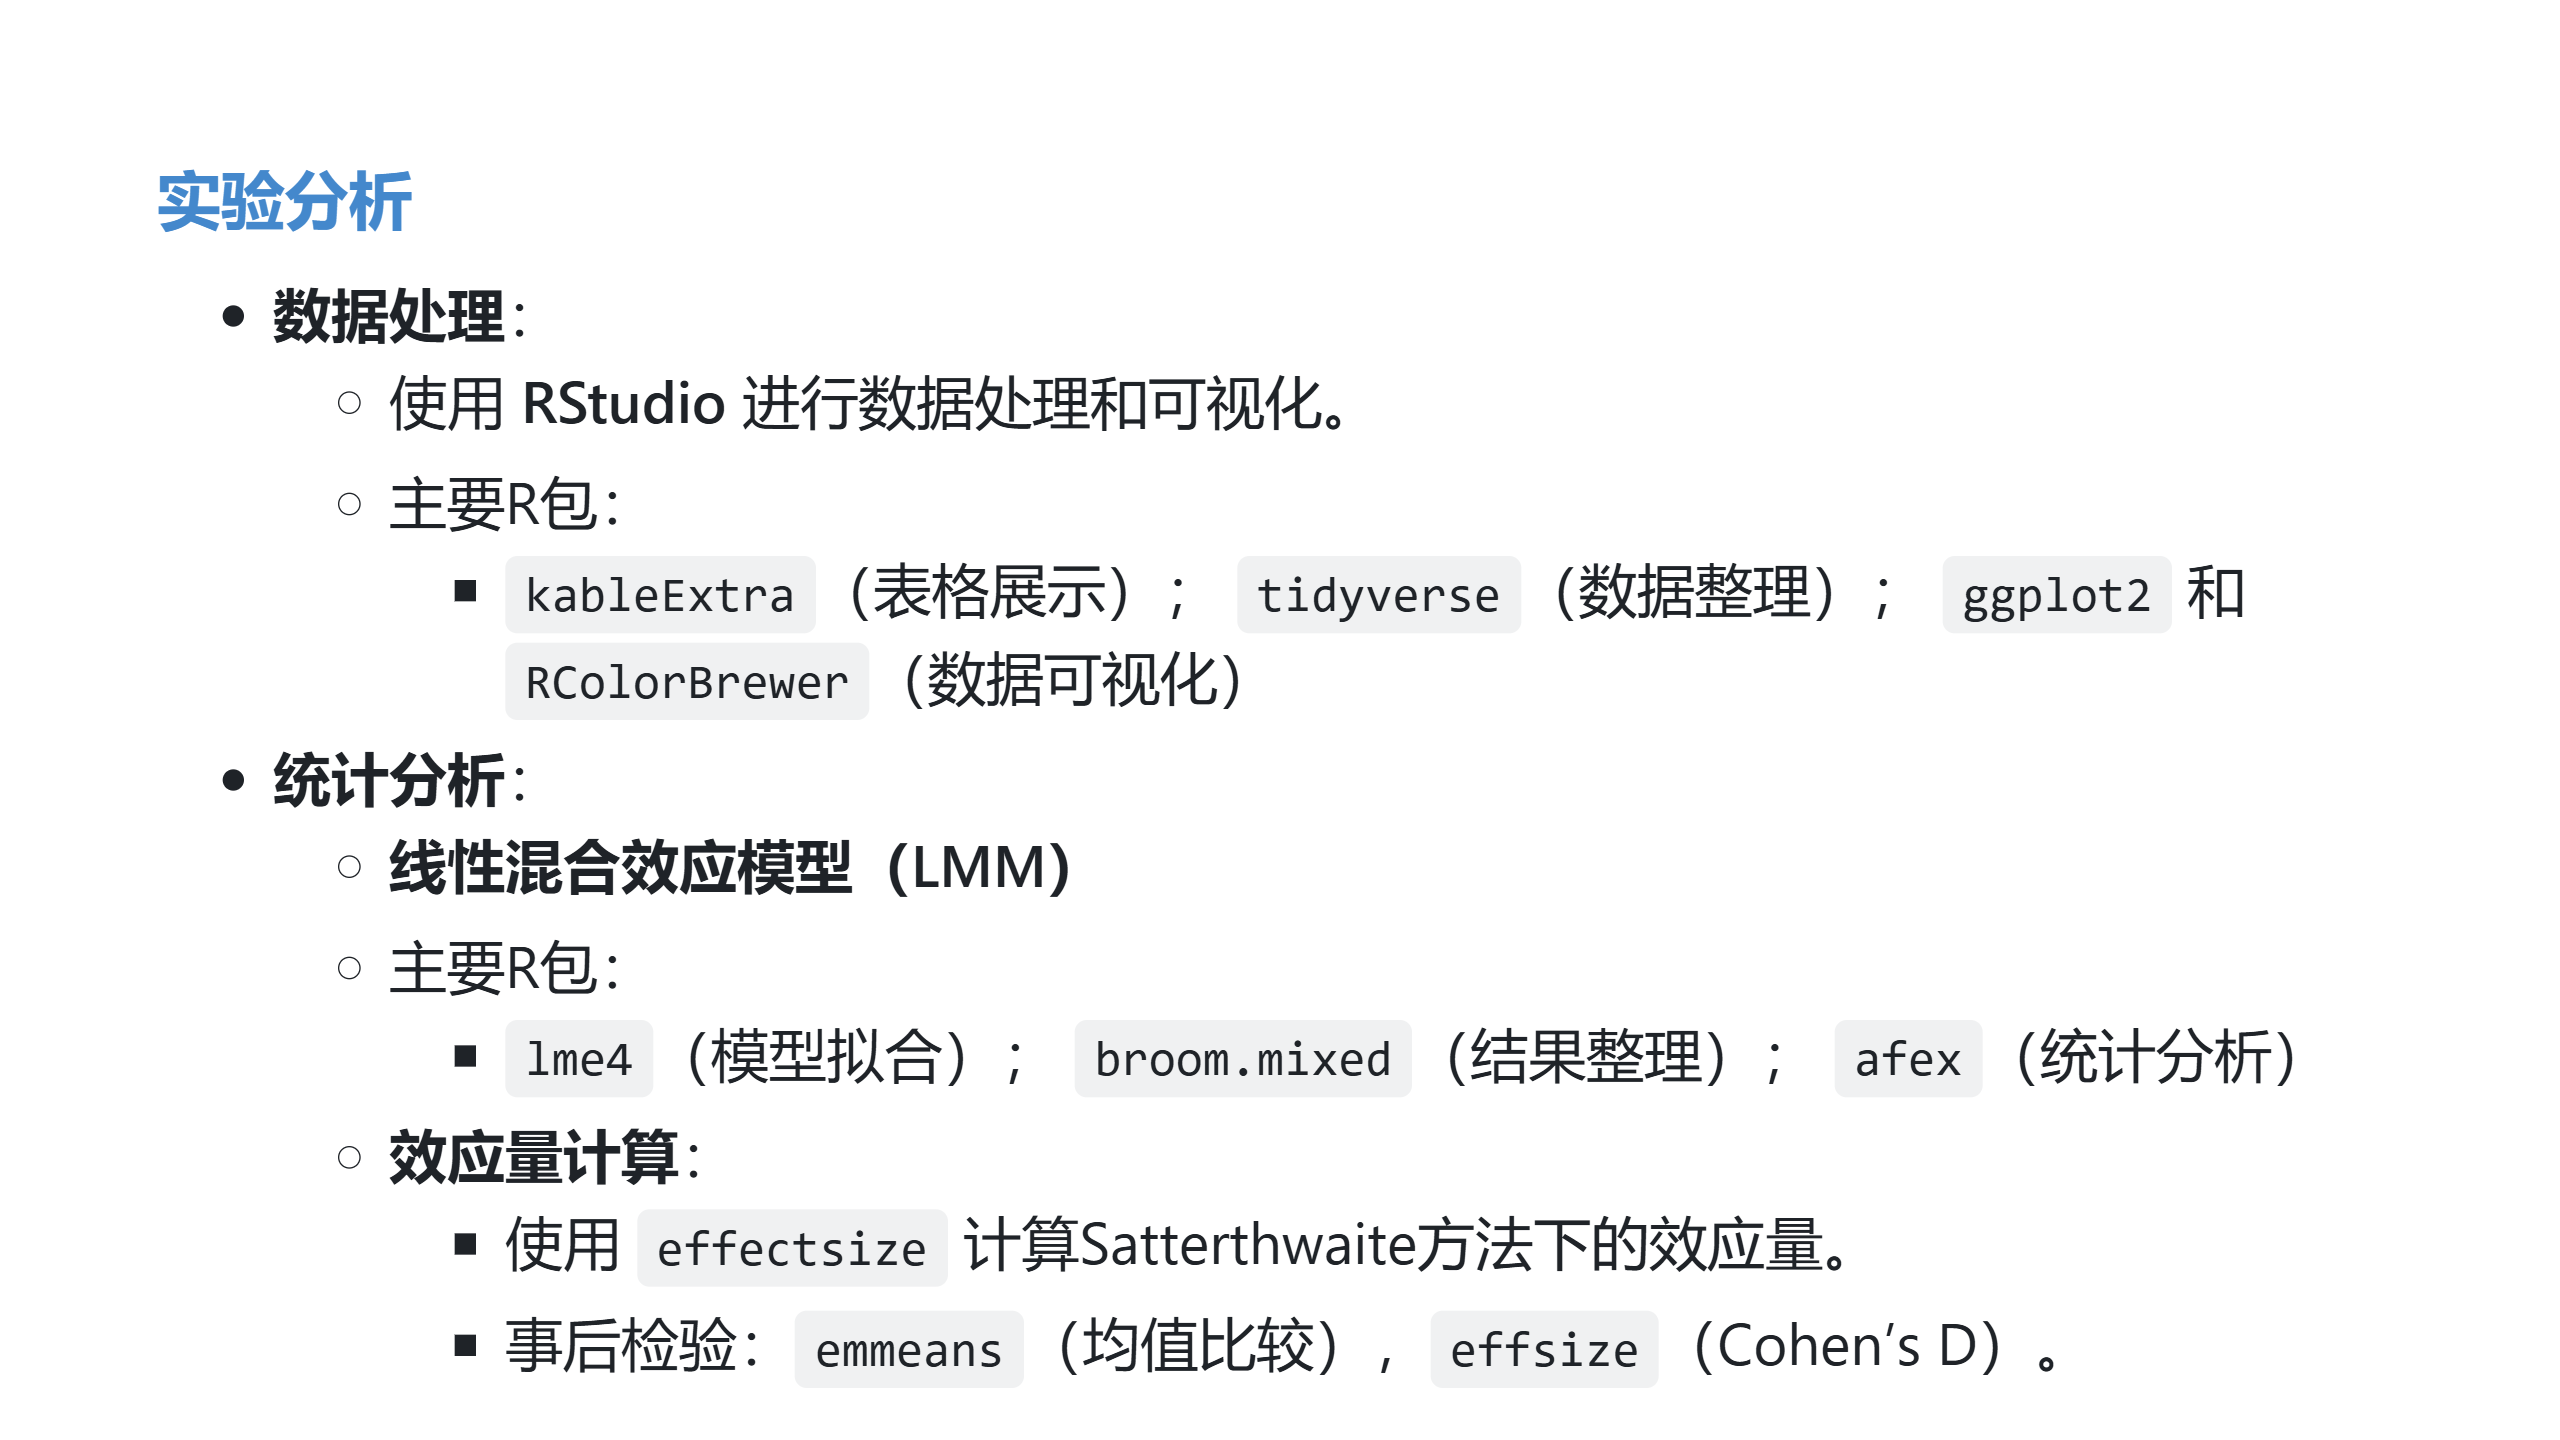 实验分析
数据处理：
使用 RStudio 进行数据处理和可视化。
主要R包：
kableExtra （表格展示）； tidyverse （数据整理）； ggplot2 和
RColorBrewer （数据可视化）
统计分析：
线性混合效应模型（LMM）
主要R包：
lme4 （模型拟合）； broom.mixed （结果整理）； afex （统计分析）
效应量计算：
使用 effectsize 计算Satterthwaite方法下的效应量。
事后检验： emmeans （均值比较）， effsize （Cohen’s D）。